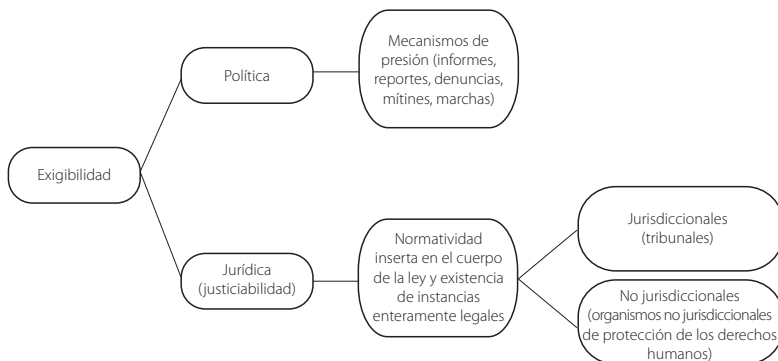 Exigibilidad
Política
Mecanismos de
presión (informes,
reportes, denuncias,
mítines, marchas)
Jurídica
(justiciabilidad)
Normatividad
inserta en el cuerpo
de la ley y existencia
de instancias
enteramente legales
Jurisdiccionales
(tribunales)
No jurisdiccionales
(organismos no jurisdiccionales
de protección de los derechos
humanos)